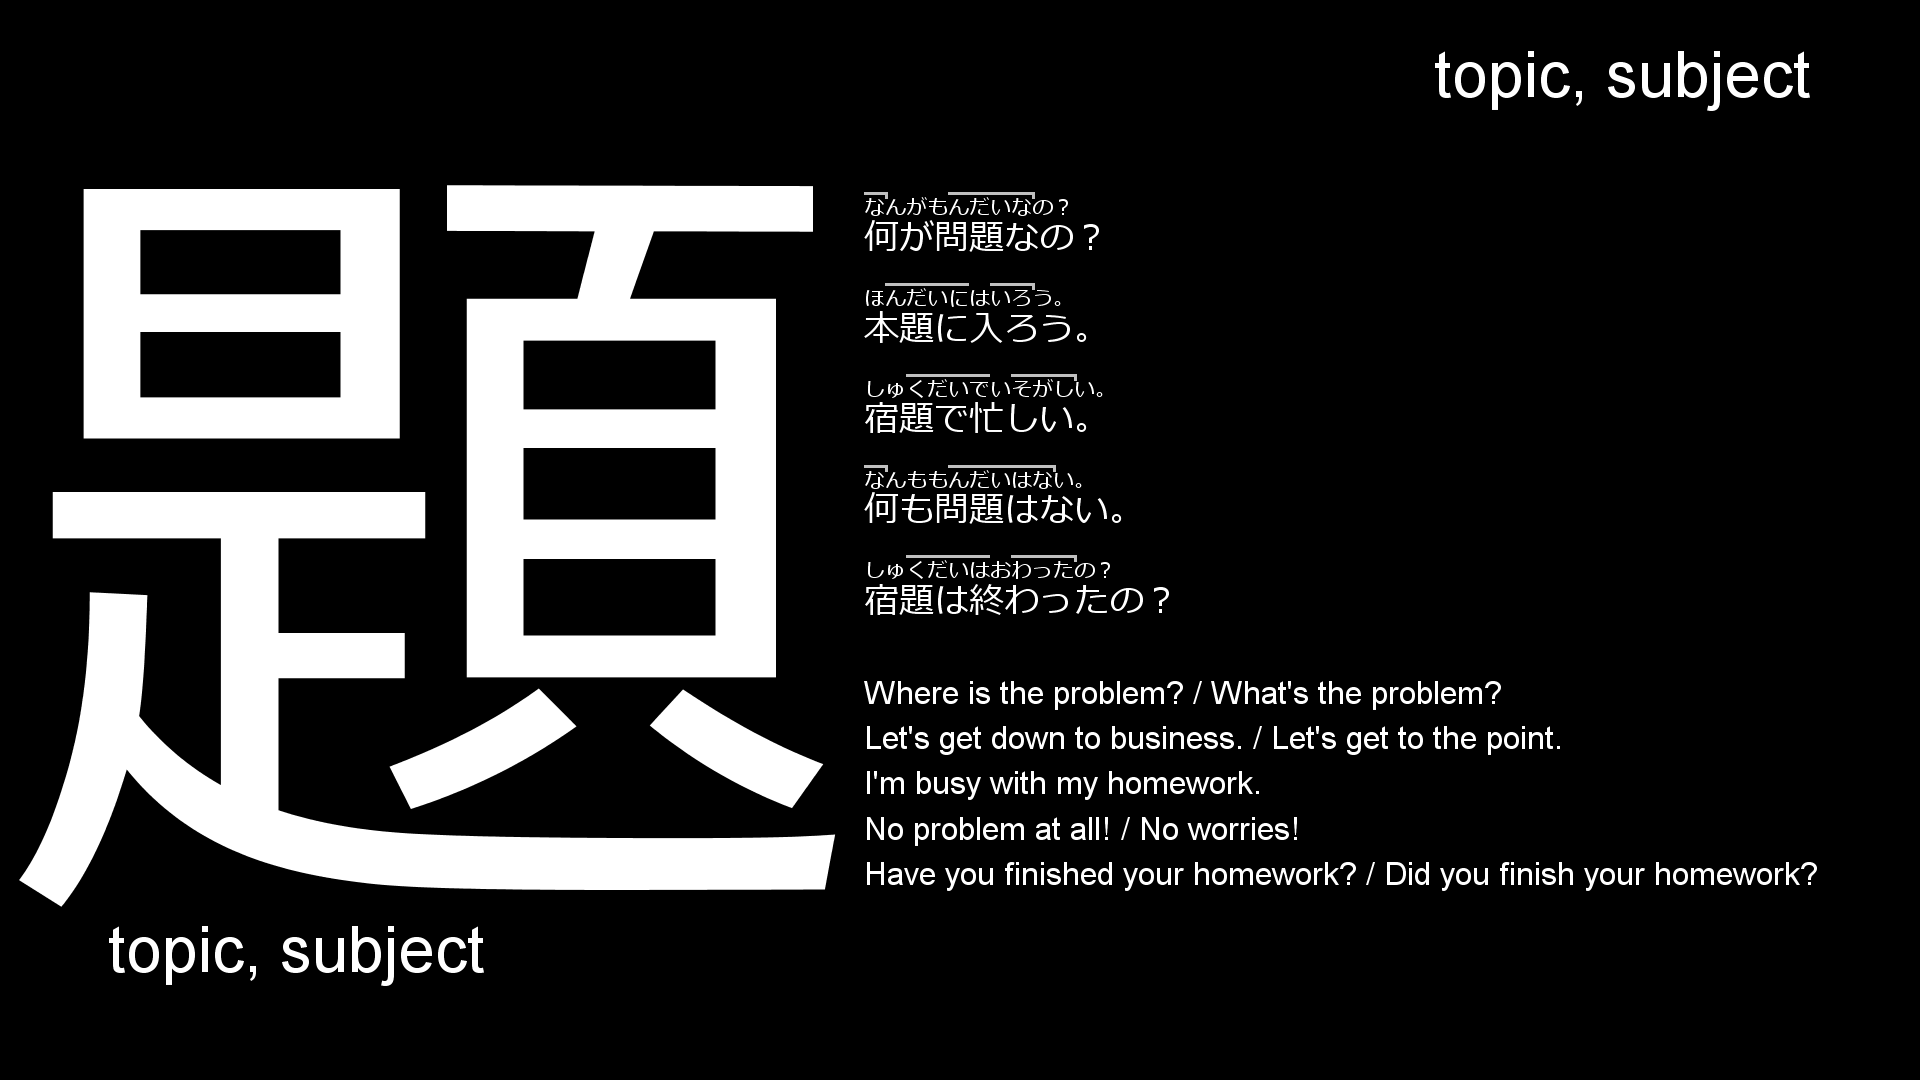 topic, subject
題
なんがもんだいなの？
何が問題なの？
ほんだいにはいろう。
本題に入ろう。
しゅくだいでいそがしい。
宿題で忙しい。
なんももんだいはない。
何も問題はない。
しゅくだいはおわったの？
宿題は終わったの？
Where is the problem? / What's the problem?
Let's get down to business. / Let's get to the point.
I'm busy with my homework.
No problem at all! / No worries!
Have you finished your homework? / Did you finish your homework?
topic, subject